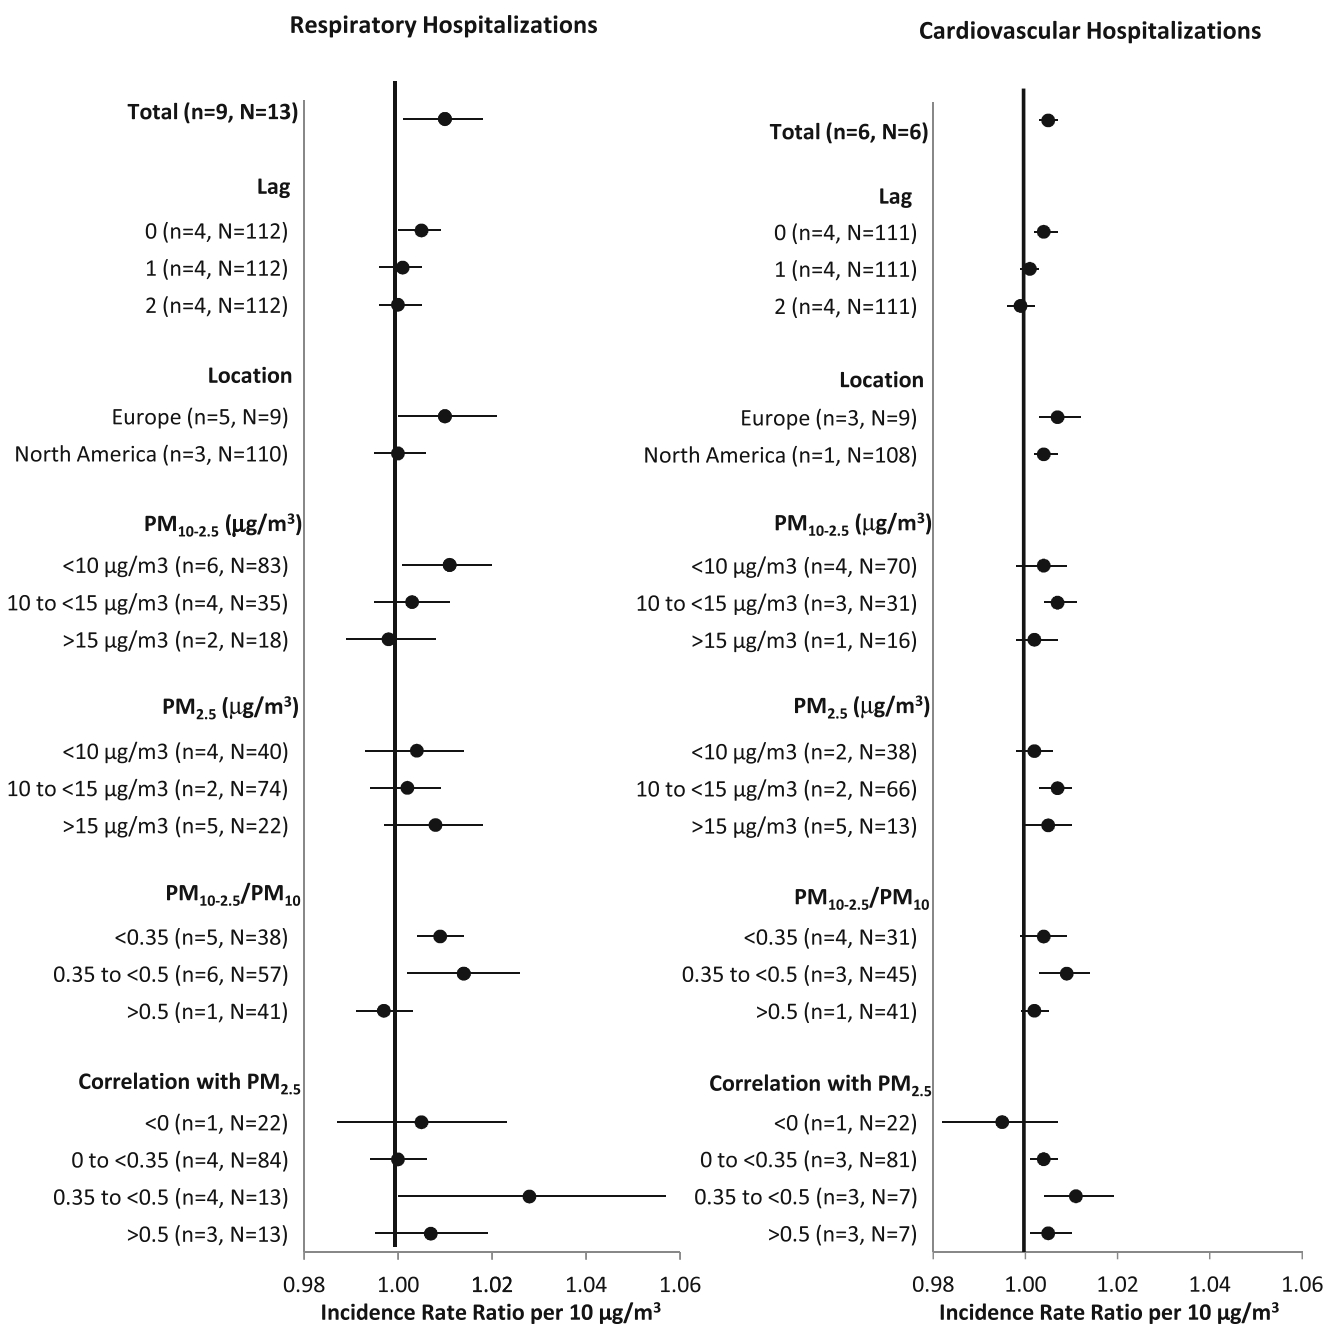 Respiratory Hospitalizations
Total (n=9, N=13)
Lag
0 (n=4, N=112)
1 (n=4, N=112)
2 (n=4, N=112)
Location
Europe (n=5, N=9)
North America (n=3, N=110)
PM10-2.5 (µg/m³)
<10 µg/m3 (n=6, N=83)
10 to <15 µg/m3 (n=4, N=35)
>15 µg/m3 (n=2, N=18)
PM2.5 (µg/m³)
<10 µg/m3 (n=4, N=40)
10 to <15 µg/m3 (n=2, N=74)
>15 µg/m3 (n=5, N=22)
PM10-2.5/PM10
<0.35 (n=5, N=38)
0.35 to <0.5 (n=6, N=57)
>0.5 (n=1, N=41)
Correlation with PM2.5
<0 (n=1, N=22)
0 to <0.35 (n=4, N=84)
0.35 to <0.5 (n=4, N=13)
>0.5 (n=3, N=13)
0.98 1.00 1.02 1.04 1.06
Incidence Rate Ratio per 10 µg/m³
Cardiovascular Hospitalizations
Total (n=6, N=6)
Lag
0 (n=4, N=111)
1 (n=4, N=111)
2 (n=4, N=111)
Location
Europe (n=3, N=9)
North America (n=1, N=108)
PM10-2.5 (µg/m³)
<10 µg/m3 (n=4, N=70)
10 to <15 µg/m3 (n=3, N=31)
>15 µg/m3 (n=1, N=16)
PM2.5 (µg/m³)
<10 µg/m3 (n=2, N=38)
10 to <15 µg/m3 (n=2, N=66)
>15 µg/m3 (n=5, N=13)
PM10-2.5/PM10
<0.35 (n=4, N=31)
0.35 to <0.5 (n=3, N=45)
>0.5 (n=1, N=41)
Correlation with PM2.5
<0 (n=1, N=22)
0 to <0.35 (n=3, N=81)
0.35 to <0.5 (n=3, N=7)
>0.5 (n=3, N=7)
0.98 1.00 1.02 1.04 1.06
Incidence Rate Ratio per 10 µg/m³